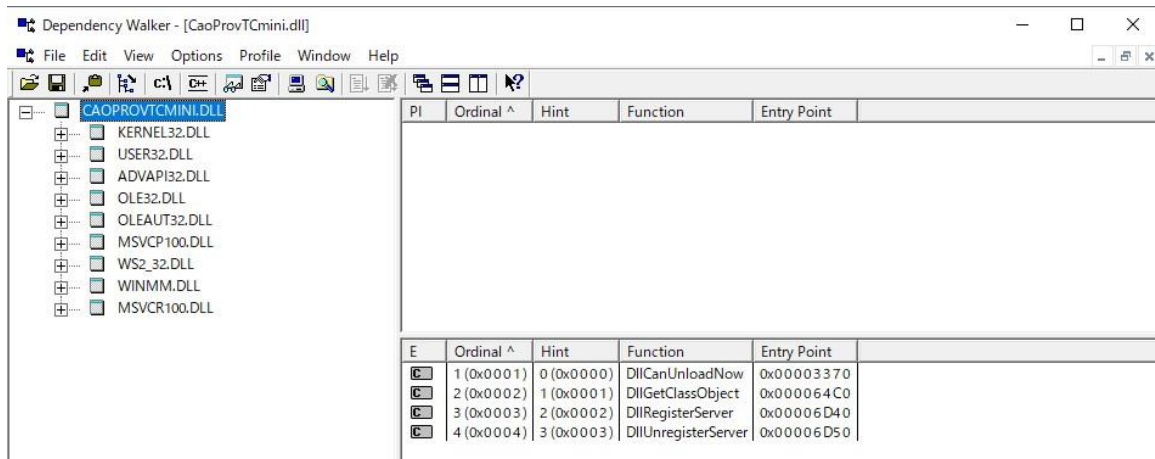 Dependency Walker - [CaoProvTCmini.dll]
File Edit View Options Profile Window Help
c:\ C++
CAOPROVTCMINI.DLL
KERNEL32.DLL
USER32.DLL
ADVAPI32.DLL
OLE32.DLL
OLEAUT32.DLL
MSVCP100.DLL
WS2_32.DLL
WINMM.DLL
MSVCR100.DLL
PI Ordinal ^ Hint Function Entry Point
E Ordinal ^ Hint Function Entry Point
C 1 (0x0001) 0 (0x0000) DllCanUnloadNow 0x00003370
C 2 (0x0002) 1 (0x0001) DllGetClassObject 0x000064C0
C 3 (0x0003) 2 (0x0002) DllRegisterServer 0x00006D40
C 4 (0x0004) 3 (0x0003) DllUnregisterServer 0x00006D50